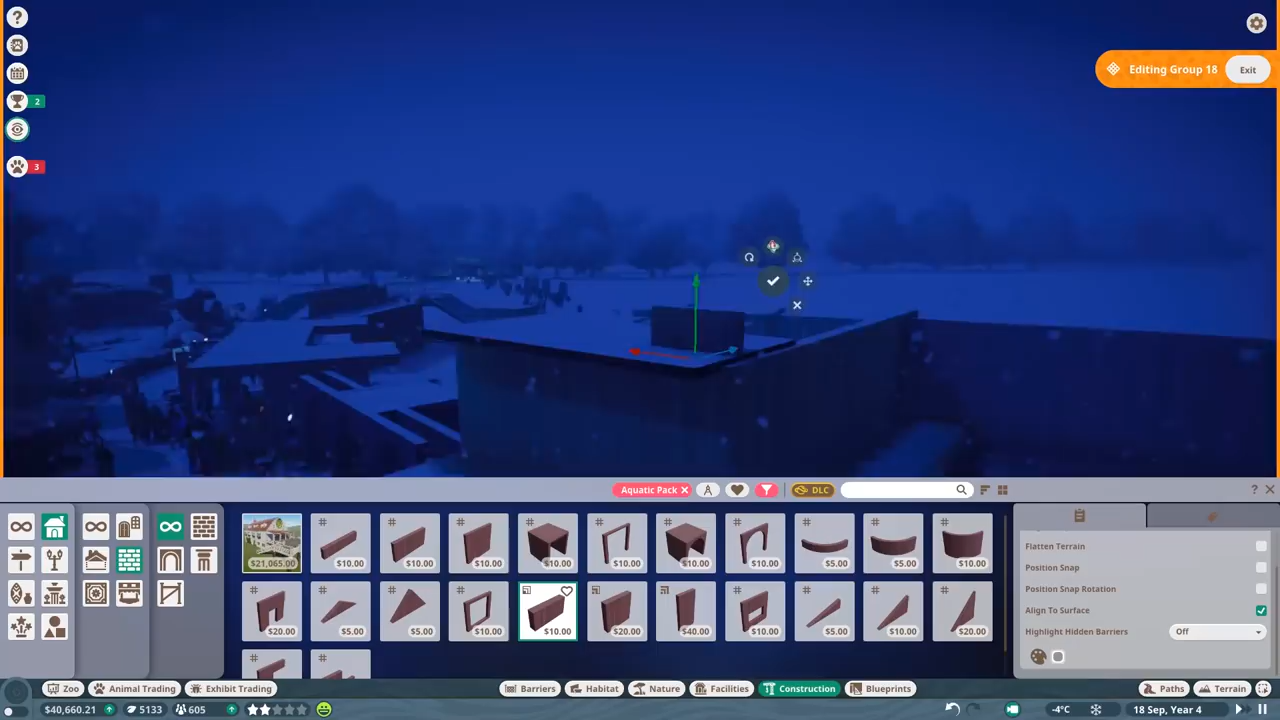 ?
Editing Group 18 Exit
2
3
Aquatic Pack × DLC ? ×
$21,065.00 $10.00 $10.00 $10.00 $10.00 $10.00 $10.00 $10.00 $5.00 $5.00 $10.00
$20.00 $5.00 $5.00 $10.00 $10.00 $20.00 $40.00 $10.00 $5.00 $10.00 $20.00
Flatten Terrain
Position Snap
Position Snap Rotation
Align To Surface
Highlight Hidden Barriers Off
Zoo Animal Trading Exhibit Trading Barriers Habitat Nature Facilities Construction Blueprints Paths Terrain
$40,660.21 5133 605 -4°C 18 Sep, Year 4